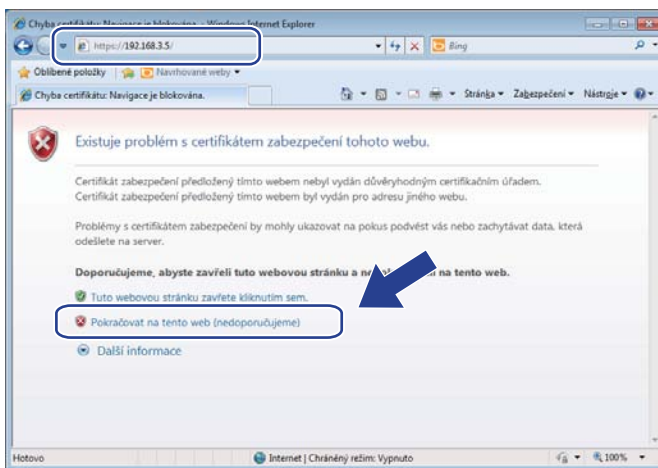 Chyba certifikátu: Navigace je blokována. - Windows Internet Explorer
https://192.168.3.5/
Bing
Oblíbené položky
Navrhované weby
Chyba certifikátu: Navigace je blokována.
Stránka
Zabezpečení
Nástroje
Existuje problém s certifikátem zabezpečení tohoto webu.
Certifikát zabezpečení předložený tímto webem nebyl vydán důvěryhodným certifikačním úřadem.
Certifikát zabezpečení předložený tímto webem byl vydán pro adresu jiného webu.
Problémy s certifikátem zabezpečení by mohly ukazovat na pokus podvést vás nebo zachytávat data, která
odešlete na server.
Doporučujeme, abyste zavřeli tuto webovou stránku a na tento web.
Tuto webovou stránku zavřete kliknutím sem.
Pokračovat na tento web (nedoporučujeme)
Další informace
Hotovo
Internet | Chráněný režim: Vypnuto
100%